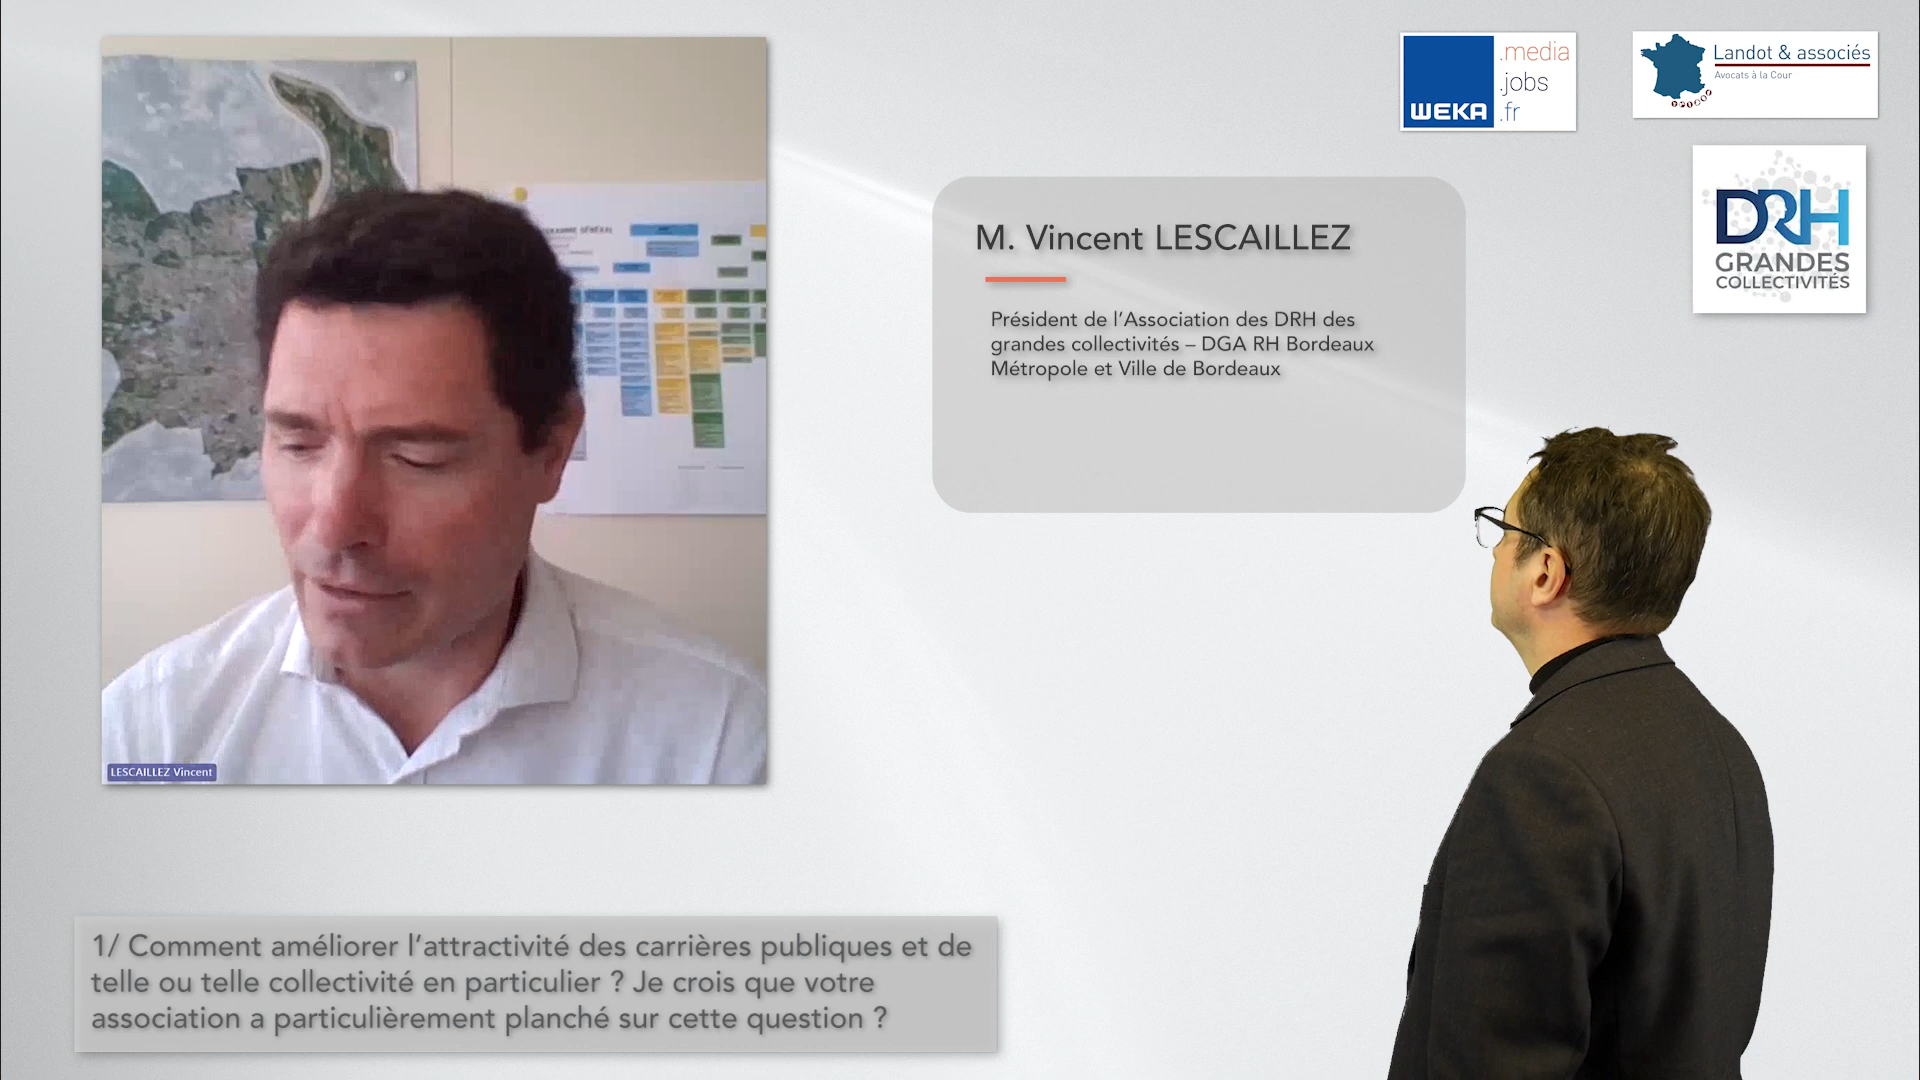 .media
.jobs
.fr
WEKA
Landot & associés
Avocats à la Cour
DRH
GRANDES
COLLECTIVITÉS
M. Vincent LESCAILLEZ
Président de l'Association des DRH des
grandes collectivités – DGA RH Bordeaux
Métropole et Ville de Bordeaux
LESCAILLEZ Vincent
1/ Comment améliorer l'attractivité des carrières publiques et de
telle ou telle collectivité en particulier ? Je crois que votre
association a particulièrement planché sur cette question ?